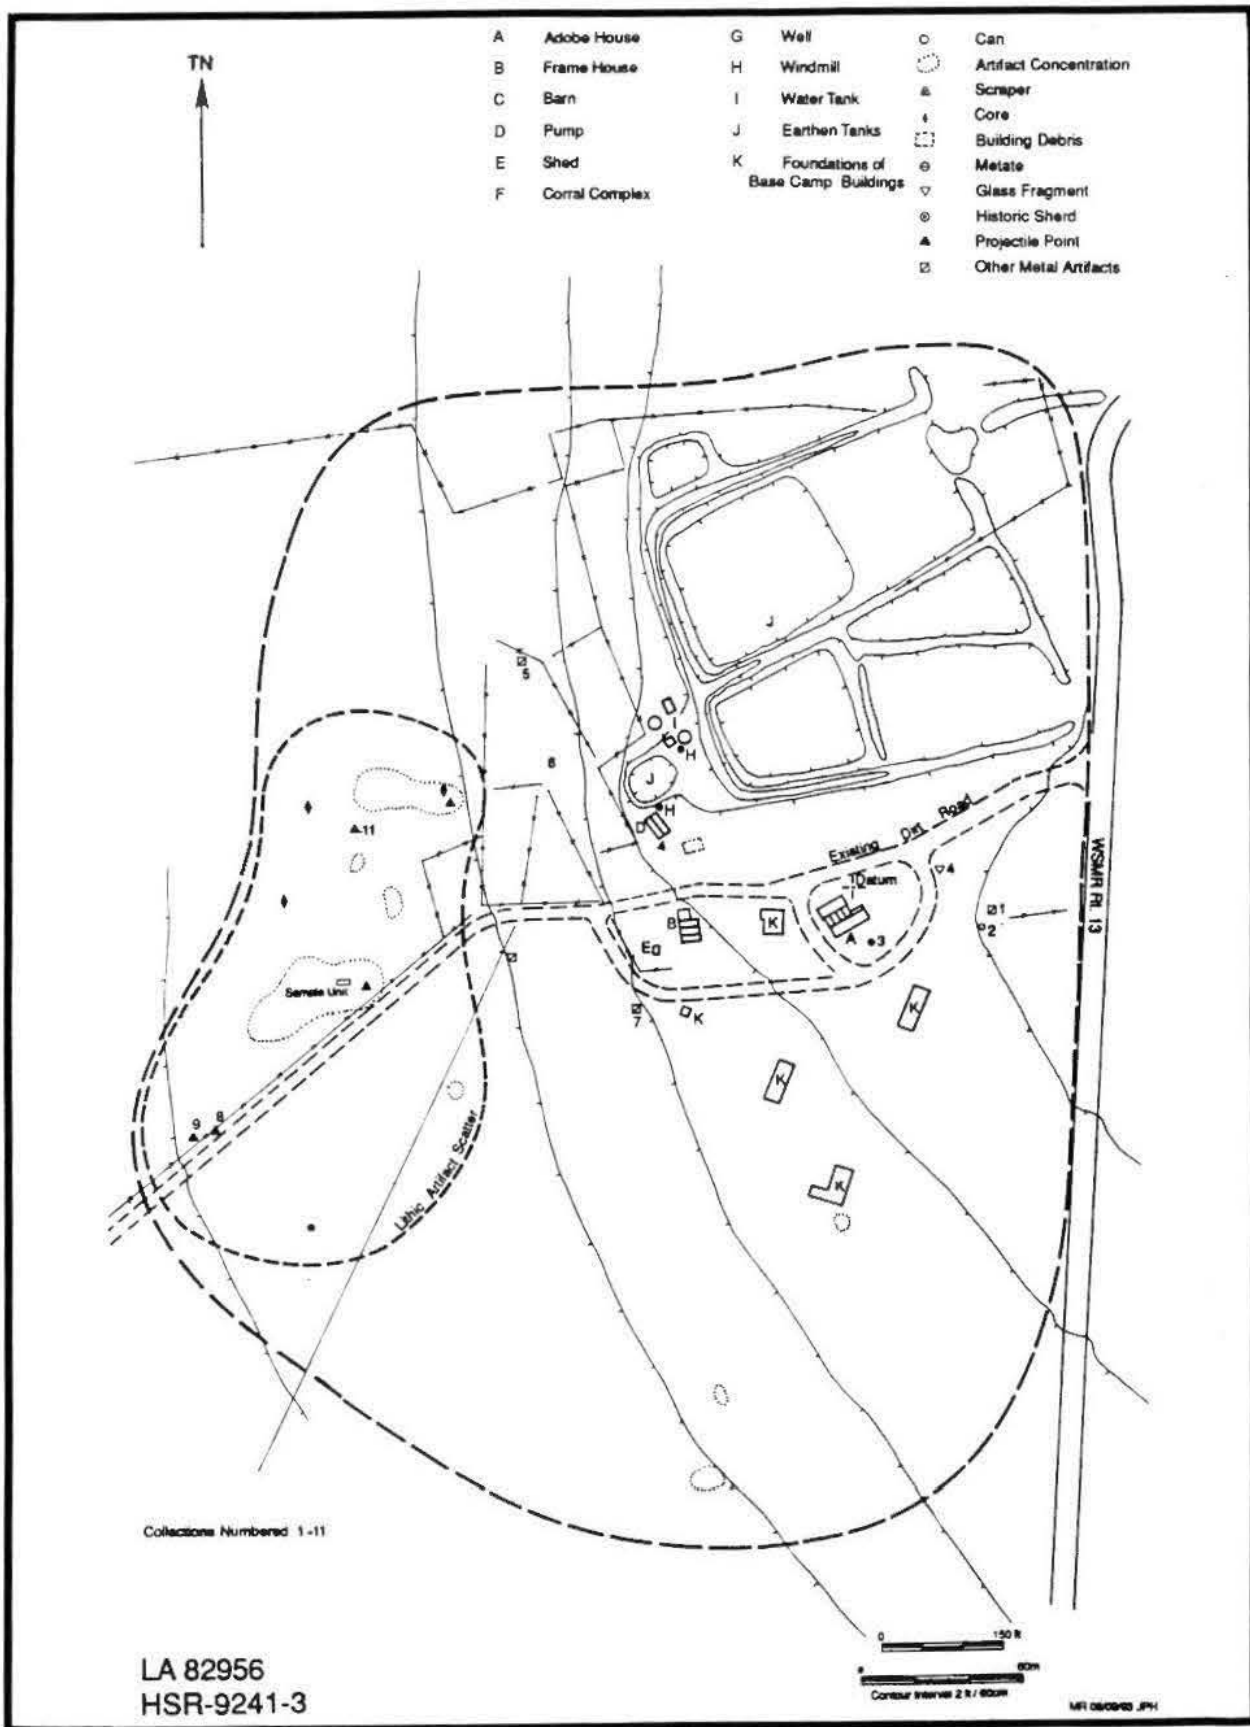 TN
A Adobe House
B Frame House
C Barn
D Pump
E Shed
F Corral Complex
G Well
H Windmill
I Water Tank
J Earthen Tanks
K Foundations of
Base Camp Buildings
Can
Artifact Concentration
Scraper
Core
Building Debris
Metate
Glass Fragment
Historic Sherd
Projectile Point
Other Metal Artifacts
J
5
I
H
6
J
H
D
11
Existing Dirt Road
4
Datum
WSMR Rt. 13
1
B
K
A
3
2
E
Sample Unit
7
K
K
K
9
8
K
Lithic Artifact Scatter
Collections Numbered 1-11
0 150 ft
60m
Contour Interval 2 ft / 60cm
LA 82956
HSR-9241-3